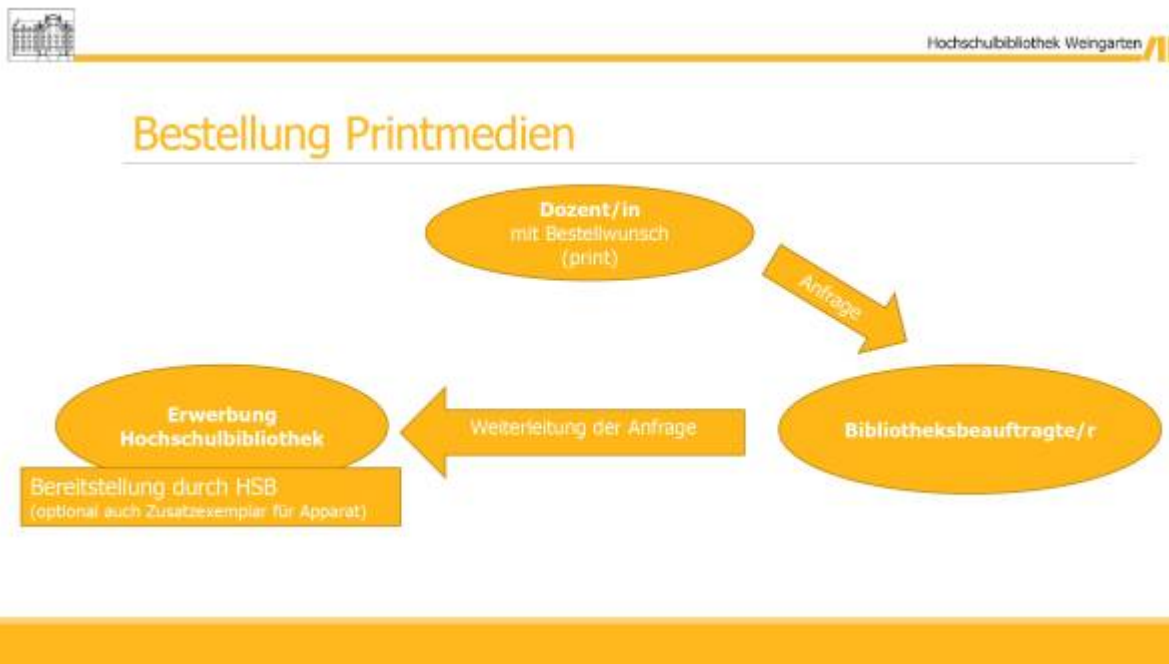 Hochschulbibliothek Weingarten
Bestellung Printmedien
Dozent/in
mit Bestellwunsch
(print)
Anfrage
Bibliotheksbeauftragte/r
Weiterleitung der Anfrage
Erwerbung
Hochschulbibliothek
Bereitstellung durch HSB
(optional auch Zusatzexemplar für Apparat)